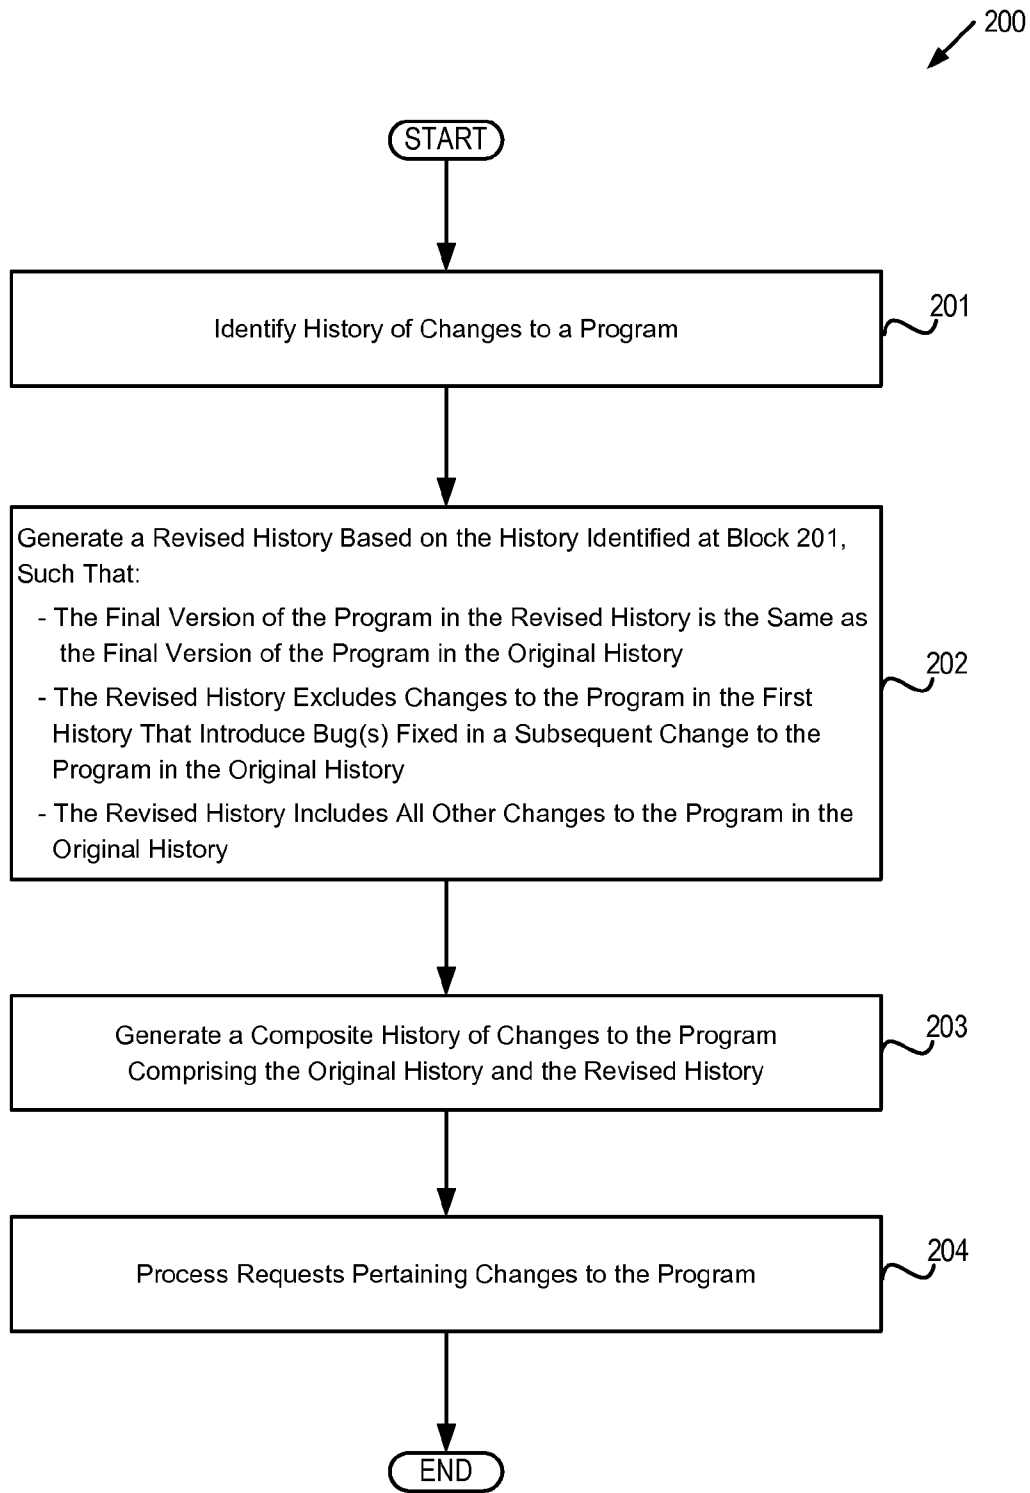 200
START
Identify History of Changes to a Program
201
Generate a Revised History Based on the History Identified at Block 201,
Such That:
- The Final Version of the Program in the Revised History is the Same as
the Final Version of the Program in the Original History
- The Revised History Excludes Changes to the Program in the First
History That Introduce Bug(s) Fixed in a Subsequent Change to the
Program in the Original History
- The Revised History Includes All Other Changes to the Program in the
Original History
202
Generate a Composite History of Changes to the Program
Comprising the Original History and the Revised History
203
Process Requests Pertaining Changes to the Program
204
END